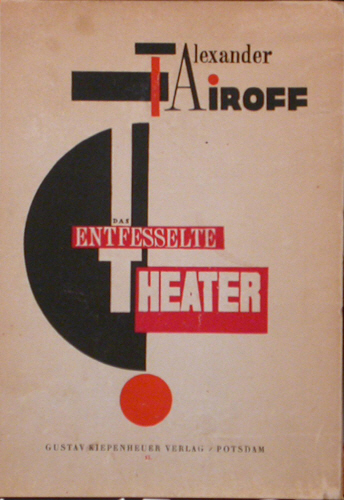 Alexander
TAiROFF
DAS
ENTFESSELTE
THEATER
GUSTAV KIEPENHEUER VERLAG / POTSDAM